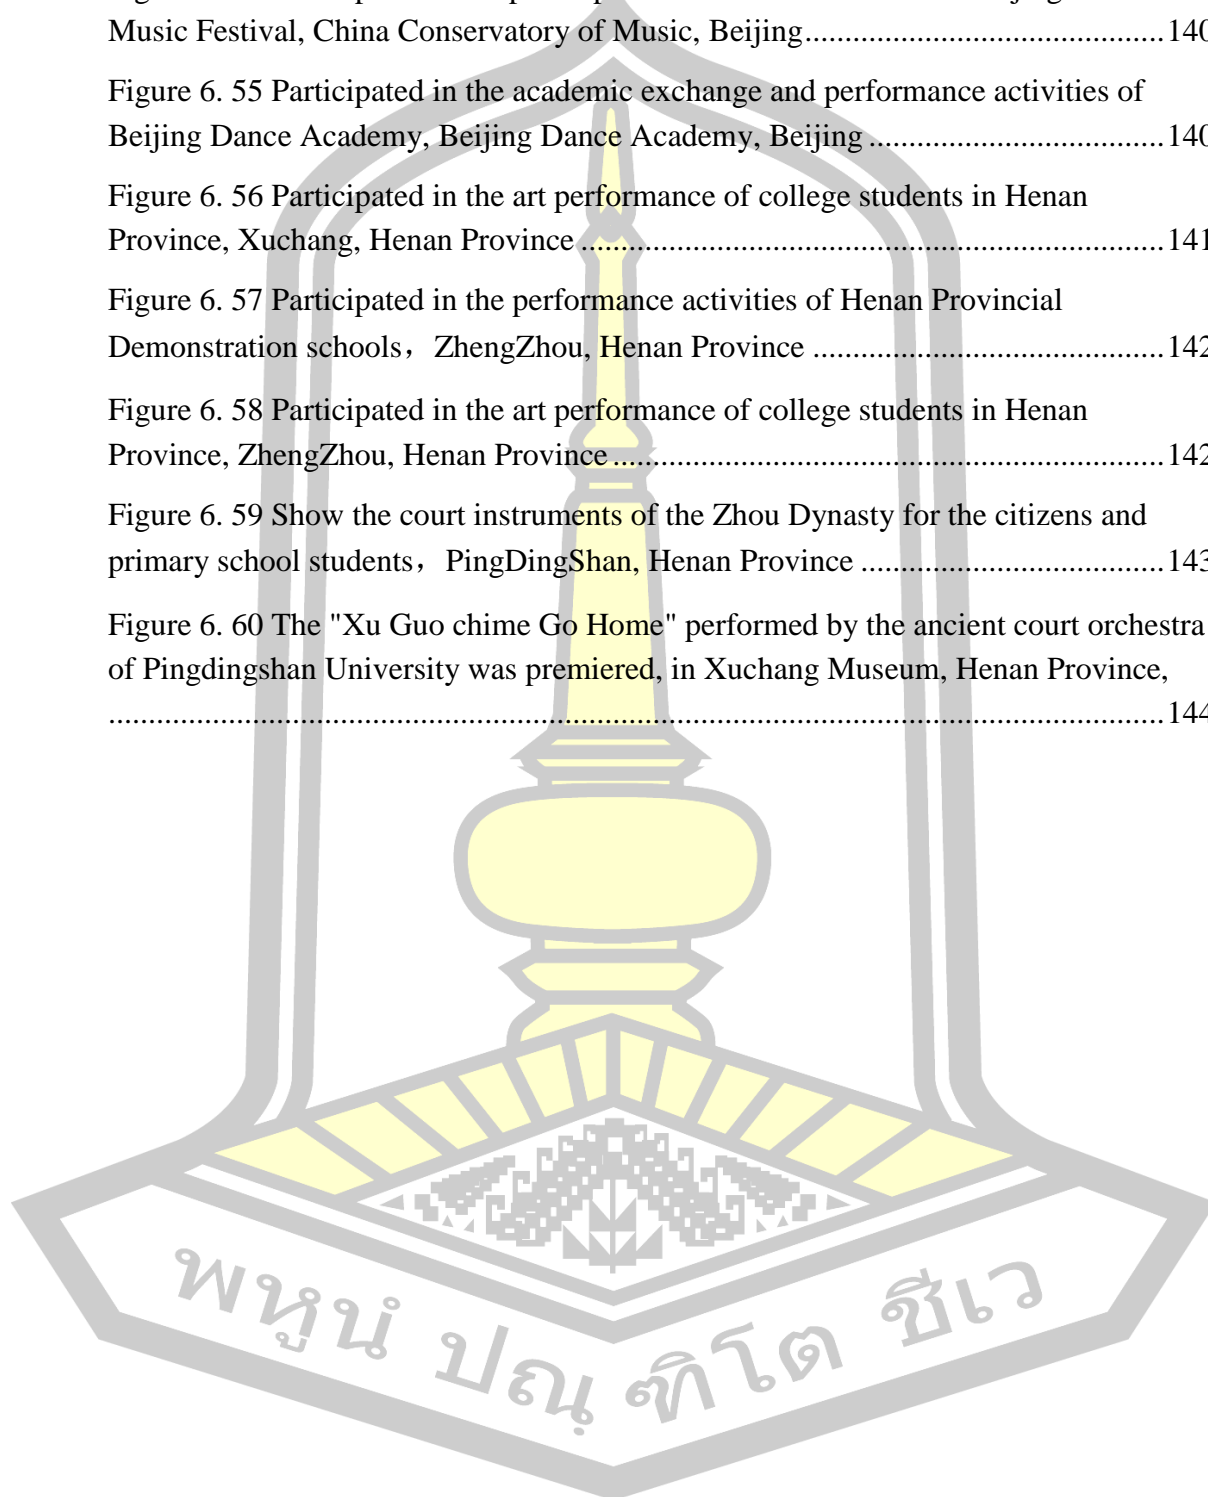 Music Festival, China Conservatory of Music, Beijing............................................140
Figure 6. 55 Participated in the academic exchange and performance activities of
Beijing Dance Academy, Beijing Dance Academy, Beijing ....................................140
Figure 6. 56 Participated in the art performance of college students in Henan
Province, Xuchang, Henan Province ........................................................................141
Figure 6. 57 Participated in the performance activities of Henan Provincial
Demonstration schools，ZhengZhou, Henan Province ...........................................142
Figure 6. 58 Participated in the art performance of college students in Henan
Province, ZhengZhou, Henan Province....................................................................142
Figure 6. 59 Show the court instruments of the Zhou Dynasty for the citizens and
primary school students，PingDingShan, Henan Province .....................................143
Figure 6. 60 The "Xu Guo chime Go Home" performed by the ancient court orchestra
of Pingdingshan University was premiered, in Xuchang Museum, Henan Province,
..................................................................................................................................144
พหูนํ ปณฺฑิโต ชีเว